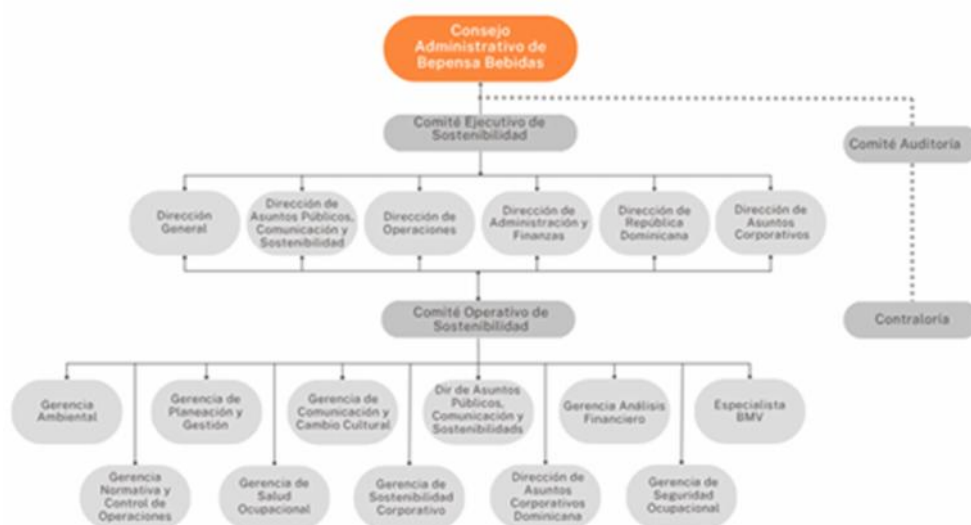 Consejo
Administrativo de
Bepensa Bebidas
Comité Ejecutivo de
Sostenibilidad
Comité Auditoría
Dirección
General
Dirección de
Asuntos Públicos,
Comunicación y
Sostenibilidad
Dirección de
Operaciones
Dirección de
Administración y
Finanzas
Dirección de
República
Dominicana
Dirección de
Asuntos
Corporativos
Comité Operativo de
Sostenibilidad
Contraloría
Gerencia
Ambiental
Gerencia de
Planeación y
Gestión
Gerencia de
Comunicación y
Cambio Cultural
Dir de Asuntos
Públicos,
Comunicación y
Sostenibilidads
Gerencia Análisis
Financiero
Especialista
BMV
Gerencia
Normativa y
Control de
Operaciones
Gerencia de
Salud
Ocupacional
Gerencia de
Sostenibilidad
Corporativo
Dirección de
Asuntos
Corporativos
Dominicana
Gerencia de
Seguridad
Ocupacional